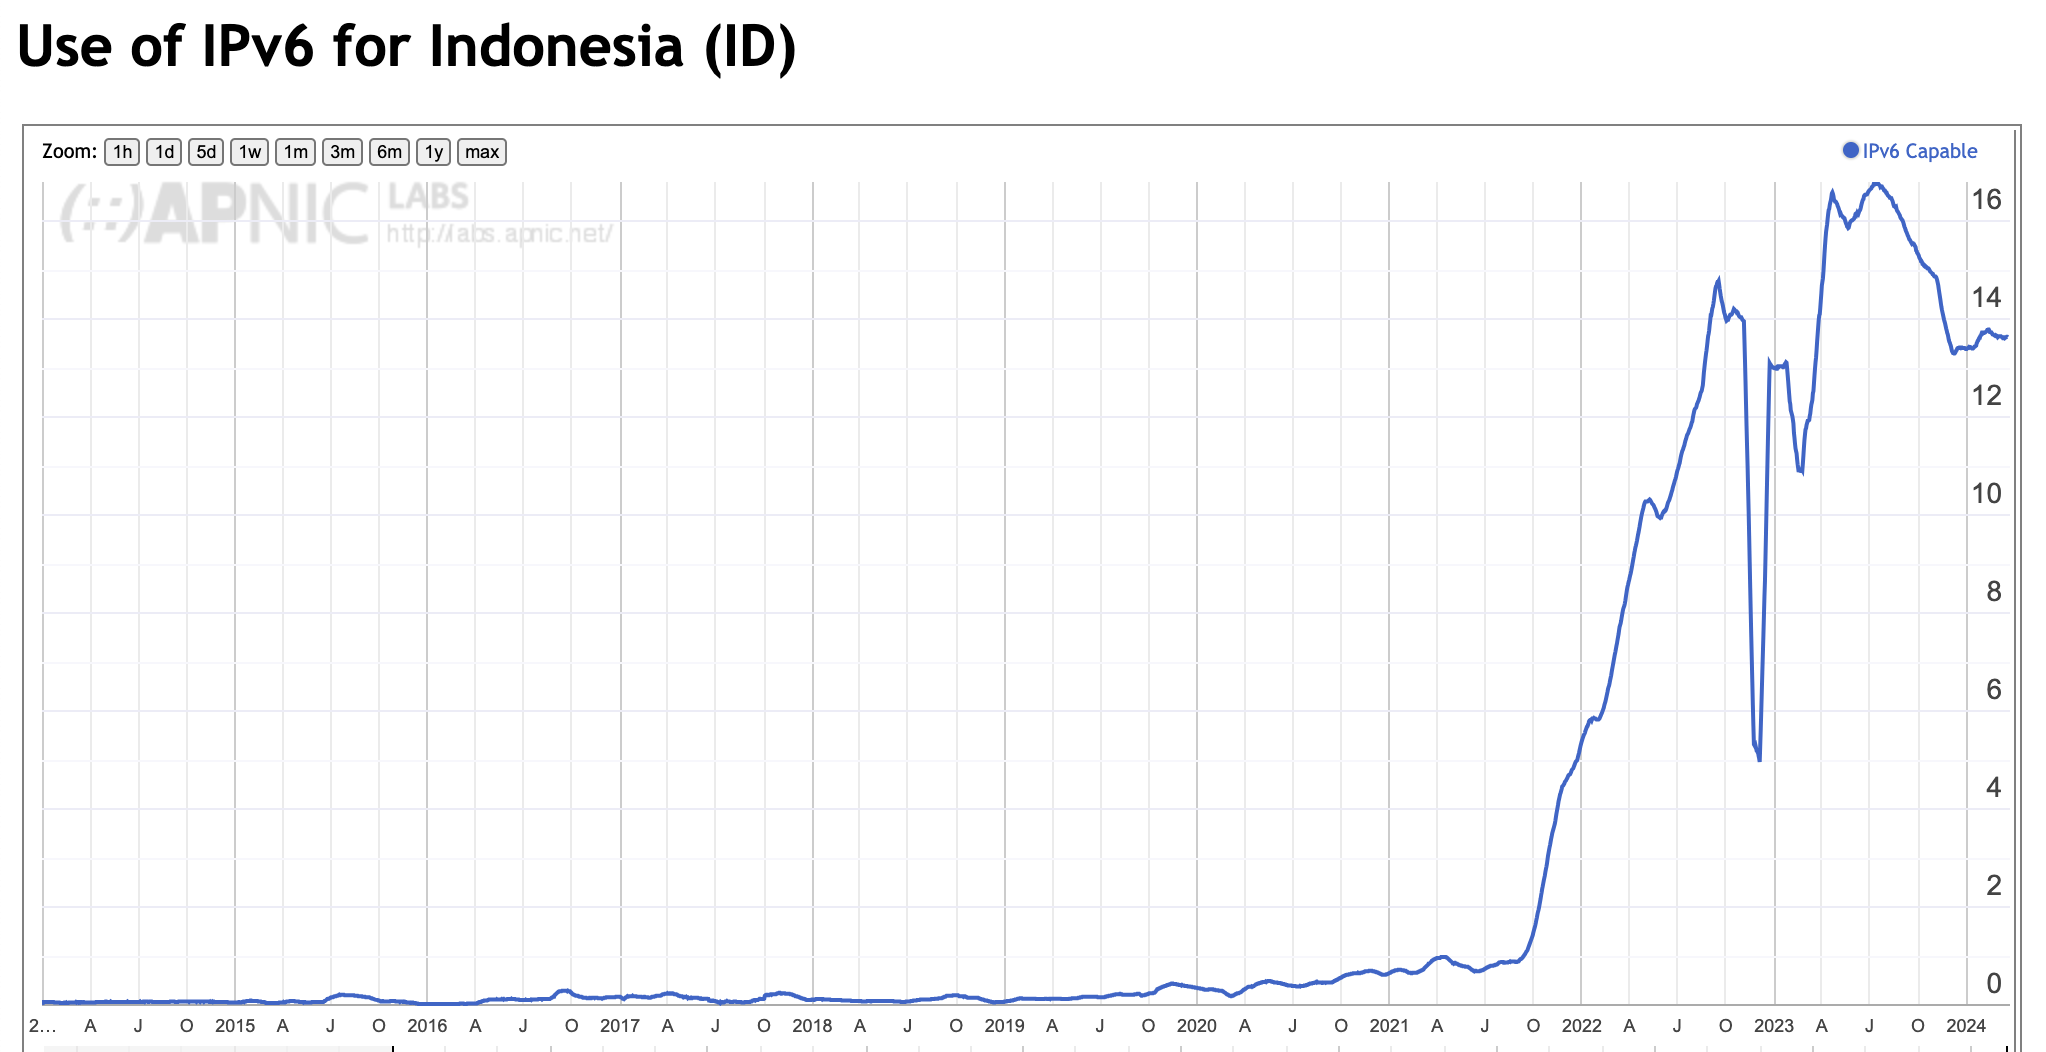 Use of IPv6 for Indonesia (ID)
Zoom: 1h 1d 5d 1w 1m 3m 6m 1y max
IPv6 Capable
(::)APNIC LABS
http://labs.apnic.net/
16
14
12
10
8
6
4
2
0
2... A J O 2015 A J O 2016 A J O 2017 A J O 2018 A J O 2019 A J O 2020 A J O 2021 A J O 2022 A J O 2023 A J O 2024